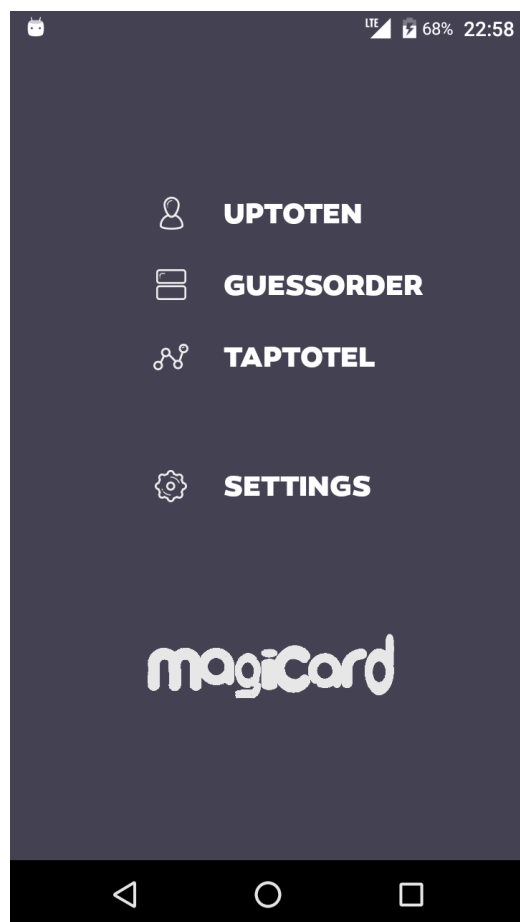 LTE 68% 22:58
UPTOTEN
GUESSORDER
TAPTOTEL
SETTINGS
magicard